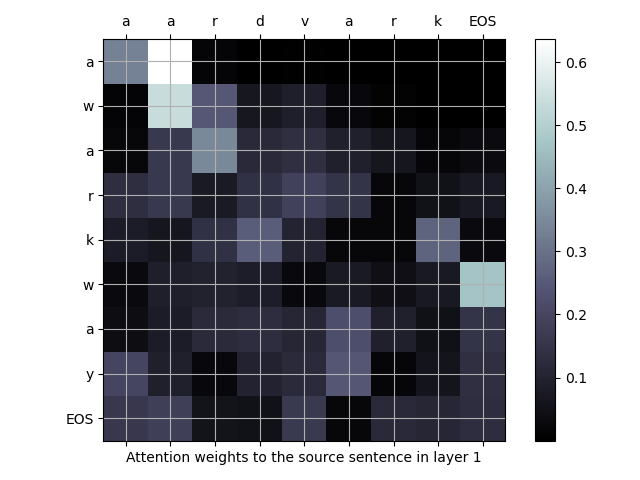 a a r d v a r k EOS
a
w
a
r
k
w
a
y
EOS
0.6
0.5
0.4
0.3
0.2
0.1
Attention weights to the source sentence in layer 1